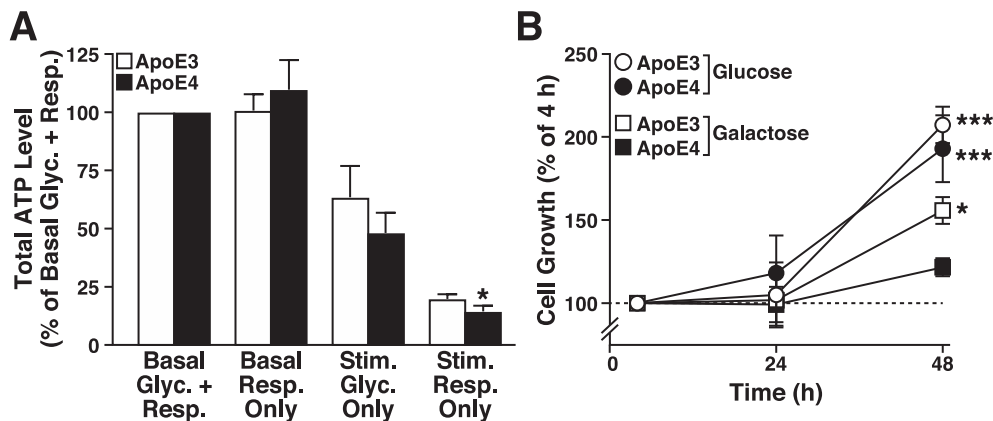 A
Total ATP Level
(% of Basal Glyc. + Resp.)
125
100
75
50
25
0
ApoE3
ApoE4
*
Basal
Glyc. +
Resp.
Basal
Resp.
Only
Stim.
Glyc.
Only
Stim.
Resp.
Only
B
Cell Growth (% of 4 h)
250
200
150
100
ApoE3
ApoE4
Glucose
ApoE3
ApoE4
Galactose
***
***
*
0
24
48
Time (h)